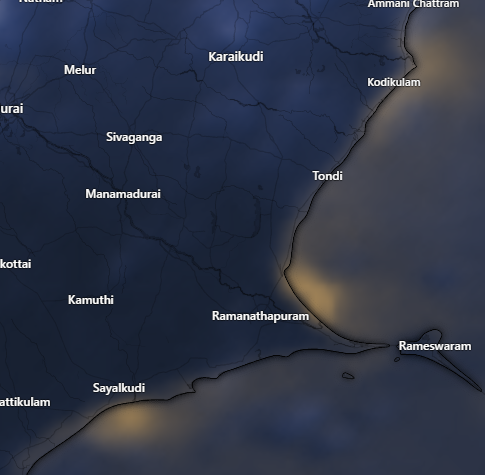 Ammani Chattram
Karaikudi
Melur
Kodikulam
urai
Sivaganga
Tondi
Manamadurai
kottai
Kamuthi
Ramanathapuram
Rameswaram
Sayalkudi
attikulam